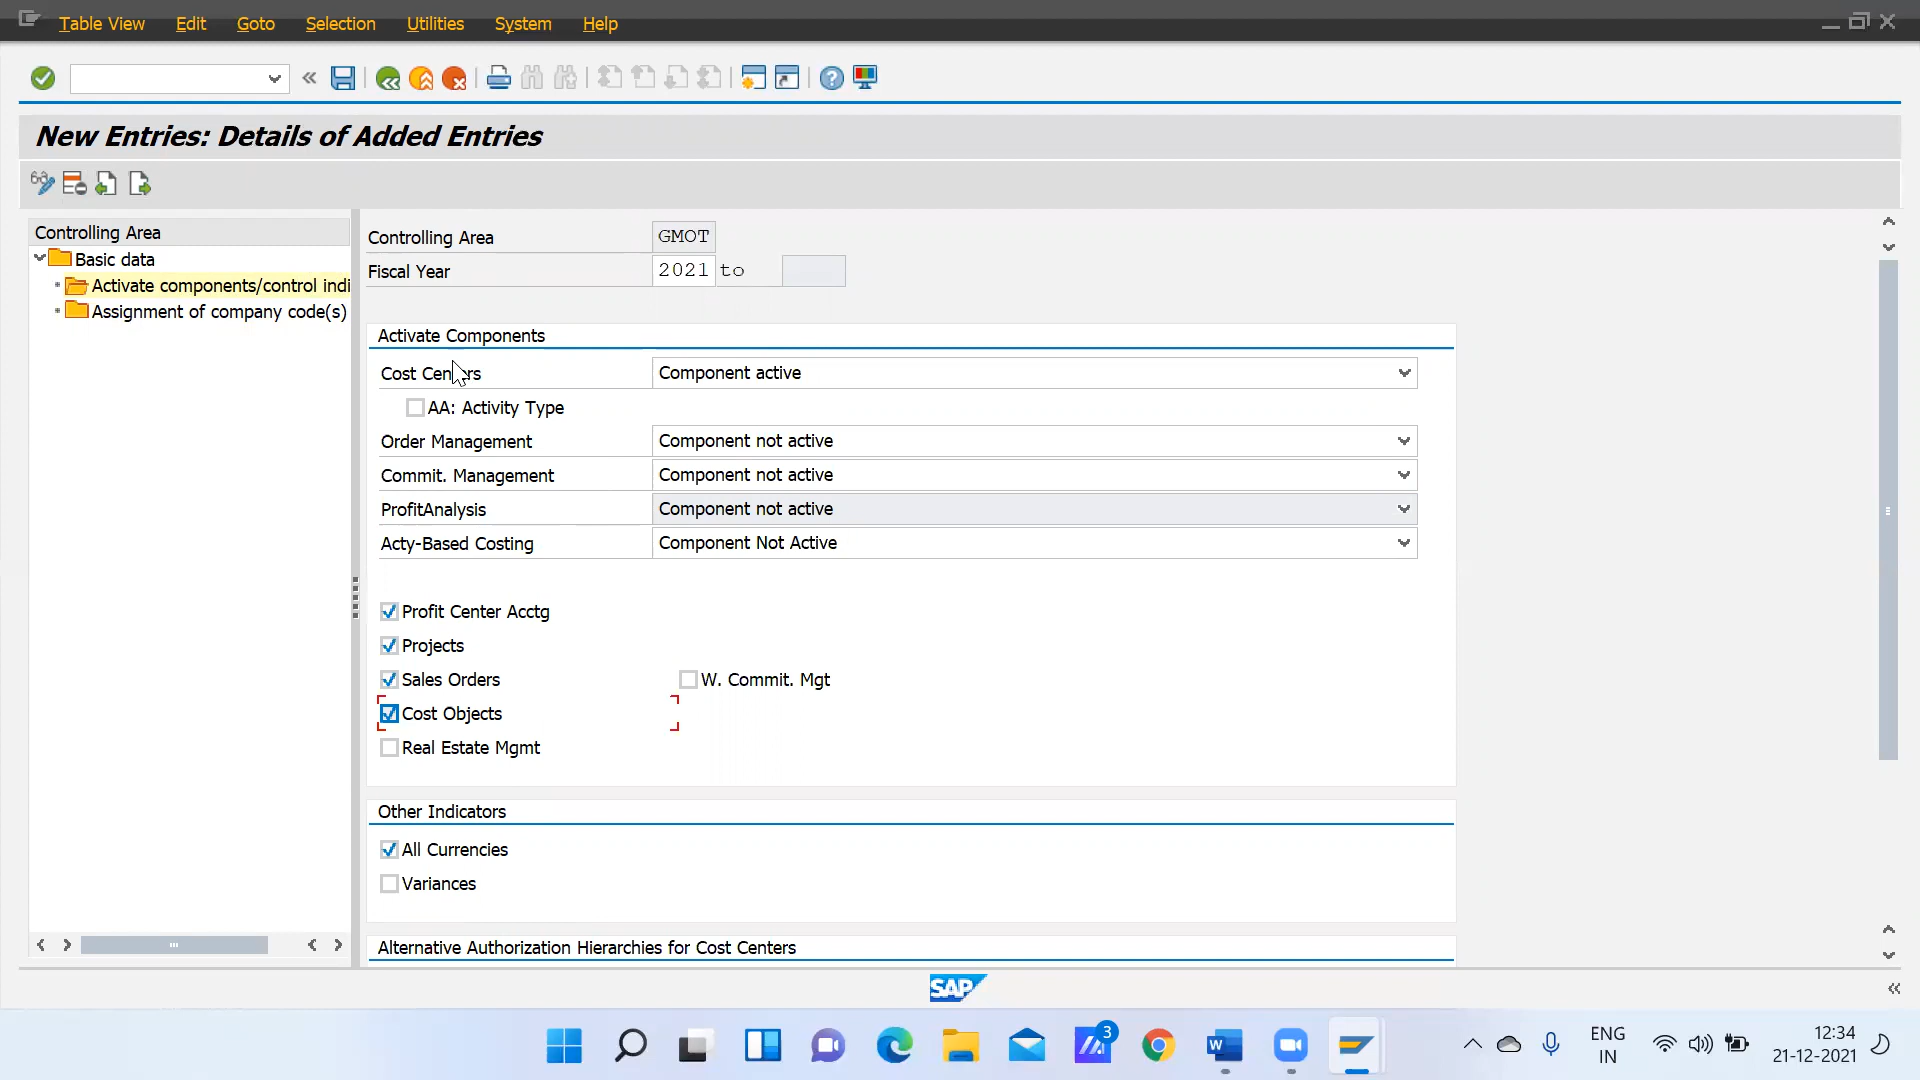 Table View Edit Goto Selection Utilities System Help
New Entries: Details of Added Entries
Controlling Area
Basic data
Activate components/control indi
Assignment of company code(s)
Controlling Area GMOT
Fiscal Year 2021 to
Activate Components
Cost Centers Component active
AA: Activity Type
Order Management Component not active
Commit. Management Component not active
ProfitAnalysis Component not active
Acty-Based Costing Component Not Active
Profit Center Acctg
Projects
Sales Orders W. Commit. Mgt
Cost Objects
Real Estate Mgmt
Other Indicators
All Currencies
Variances
Alternative Authorization Hierarchies for Cost Centers
SAP
3
W
ENG
IN
12:34
21-12-2021